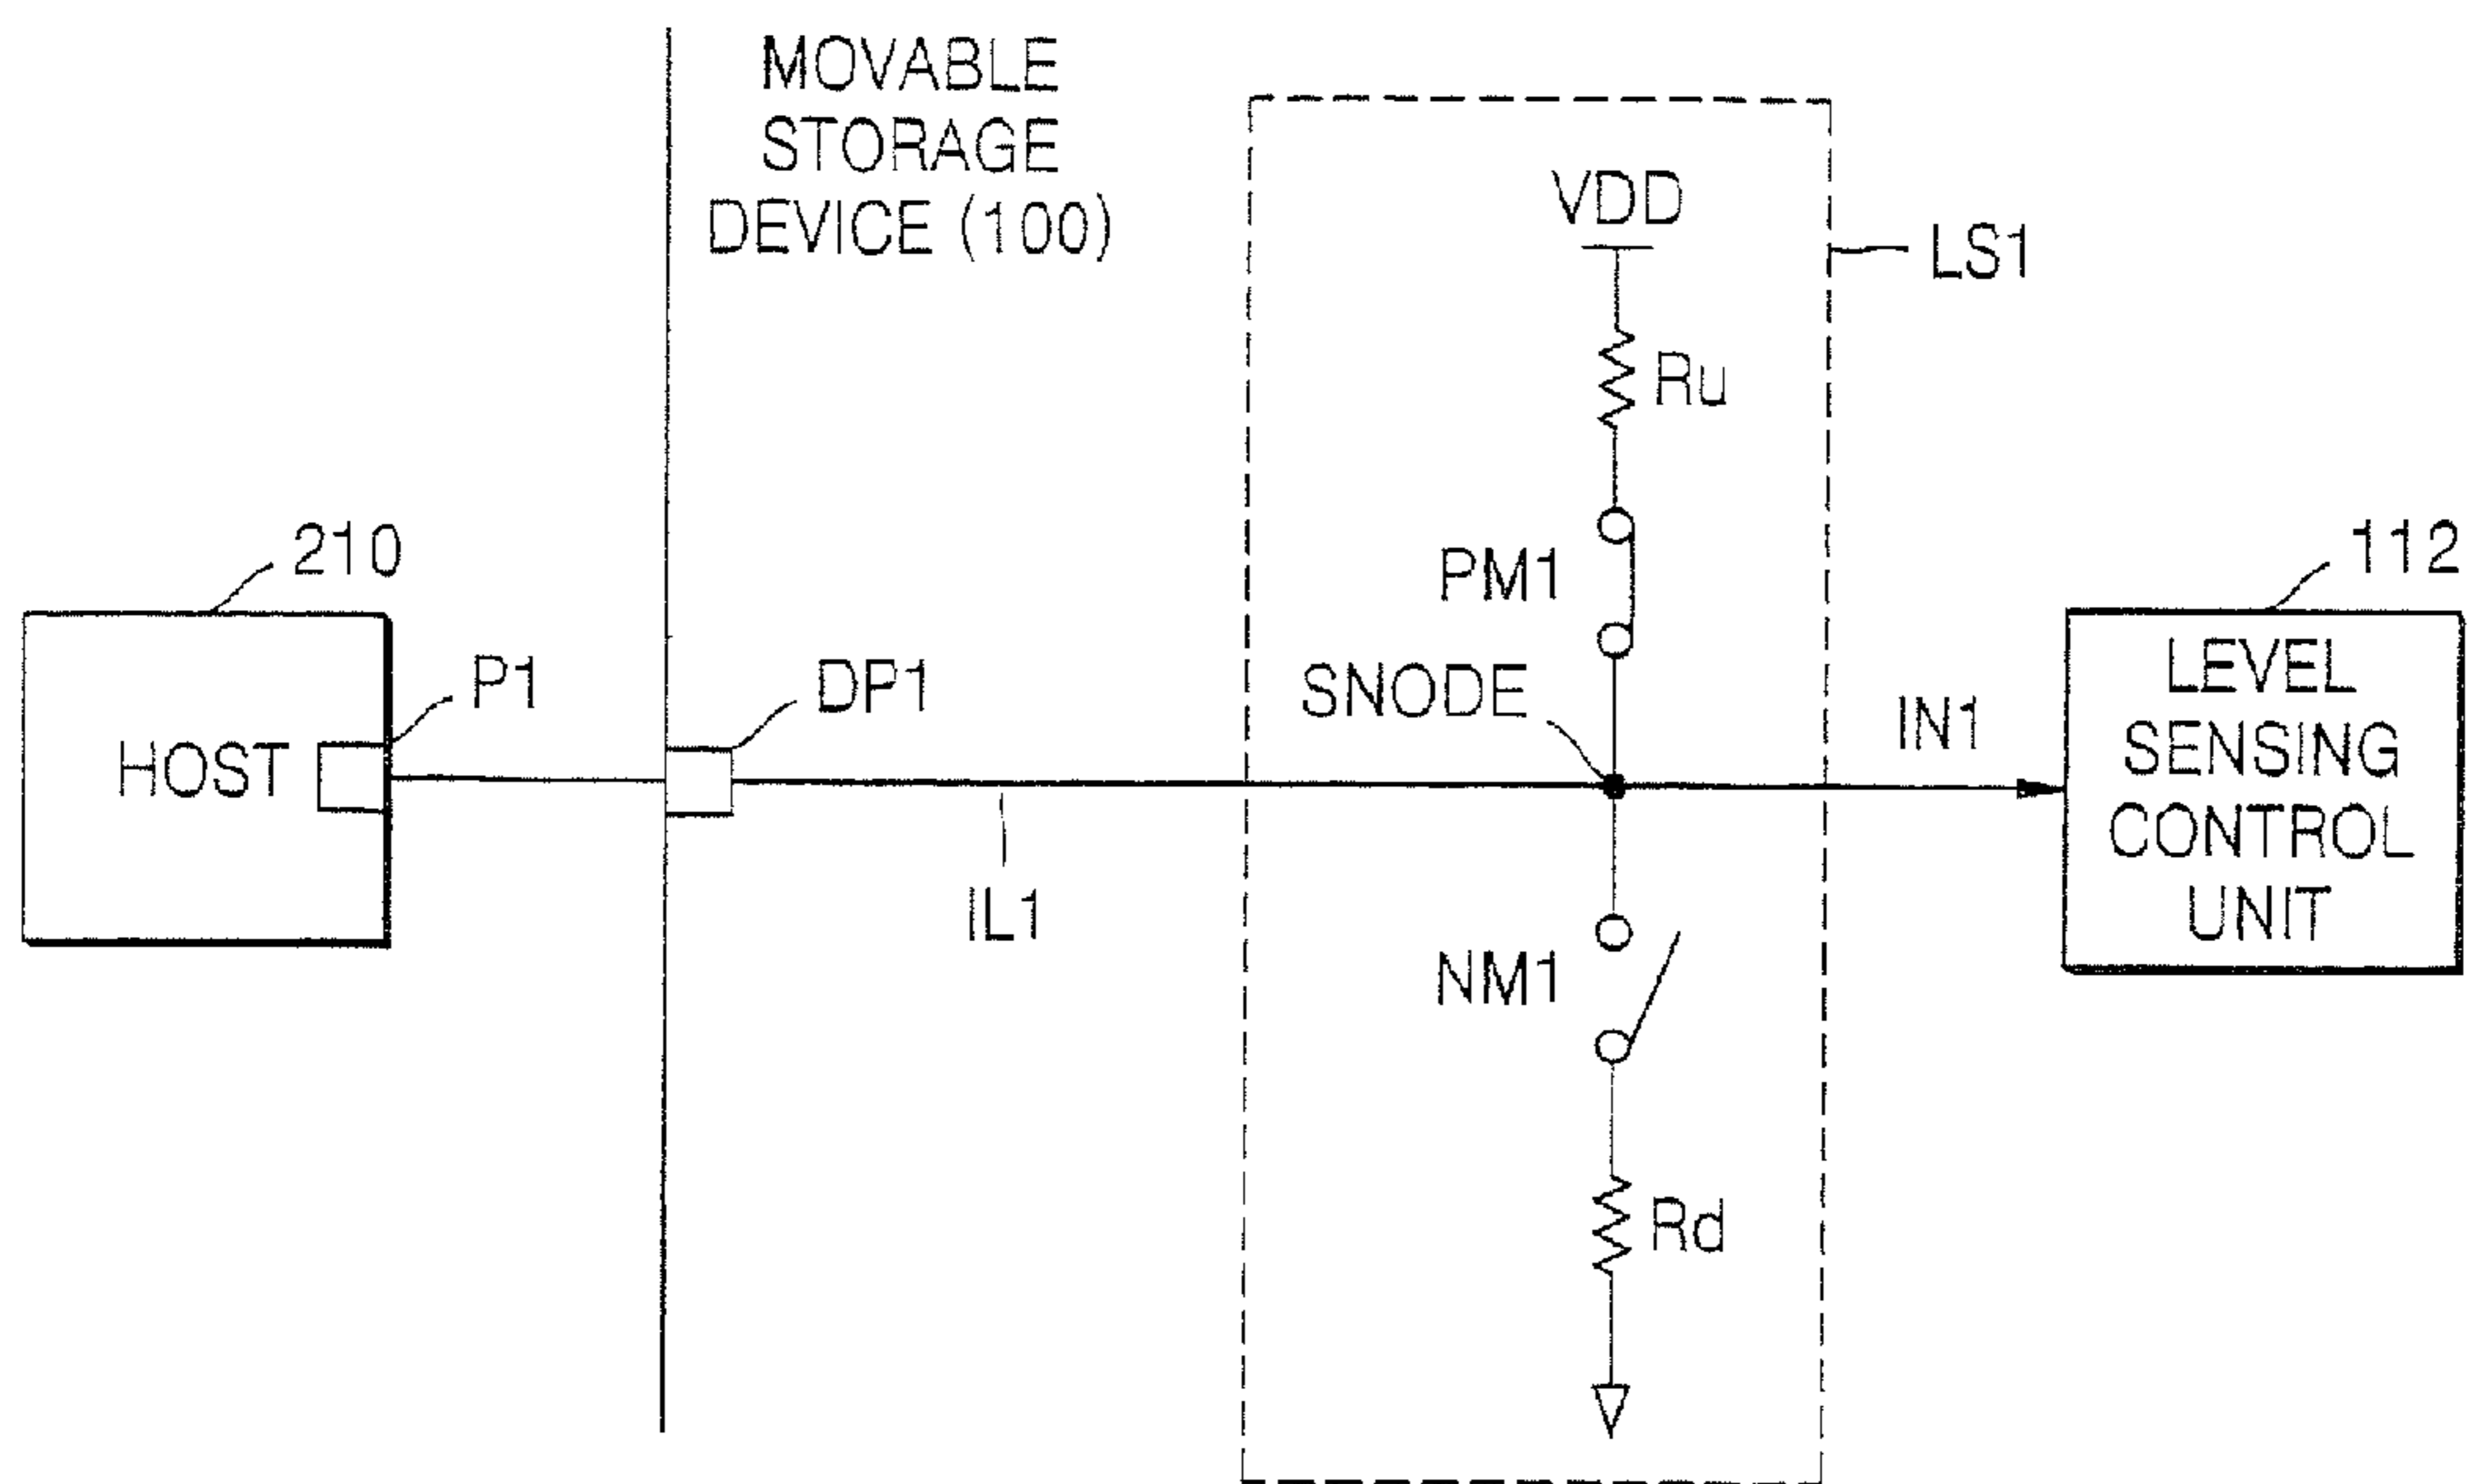 MOVABLE
STORAGE
DEVICE (100)
VDD
LS1
Ru
210
PM1
112
P1
DP1
SNODE
IN1
LEVEL
SENSING
CONTROL
UNIT
HOST
IL1
NM1
Rd